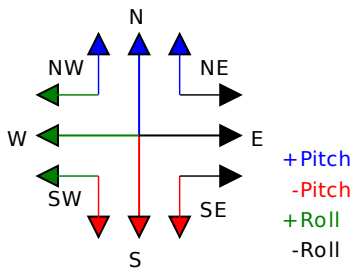 N
NW NE
W E
SW SE
S
+Pitch
-Pitch
+Roll
-Roll